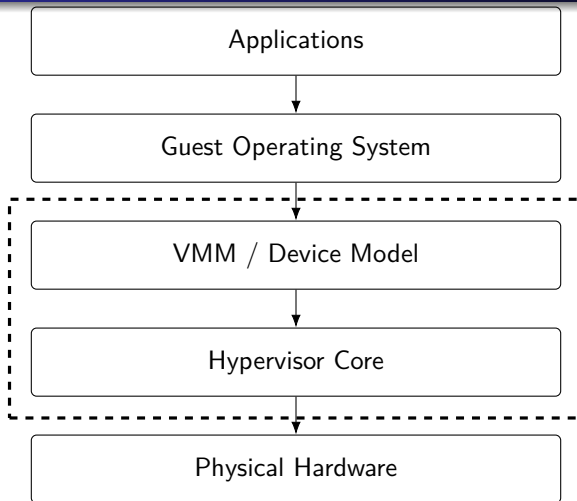 Applications
Guest Operating System
VMM / Device Model
Hypervisor Core
Physical Hardware